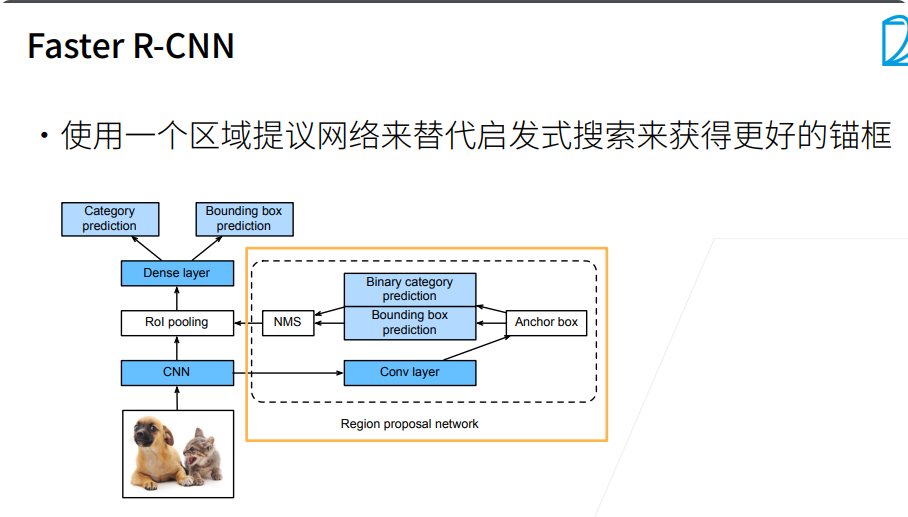 Faster R-CNN
• 使用一个区域提议网络来替代启发式搜索来获得更好的锚框
Category
prediction
Bounding box
prediction
Dense layer
Binary category
prediction
RoI pooling
NMS
Bounding box
prediction
Anchor box
CNN
Conv layer
Region proposal network